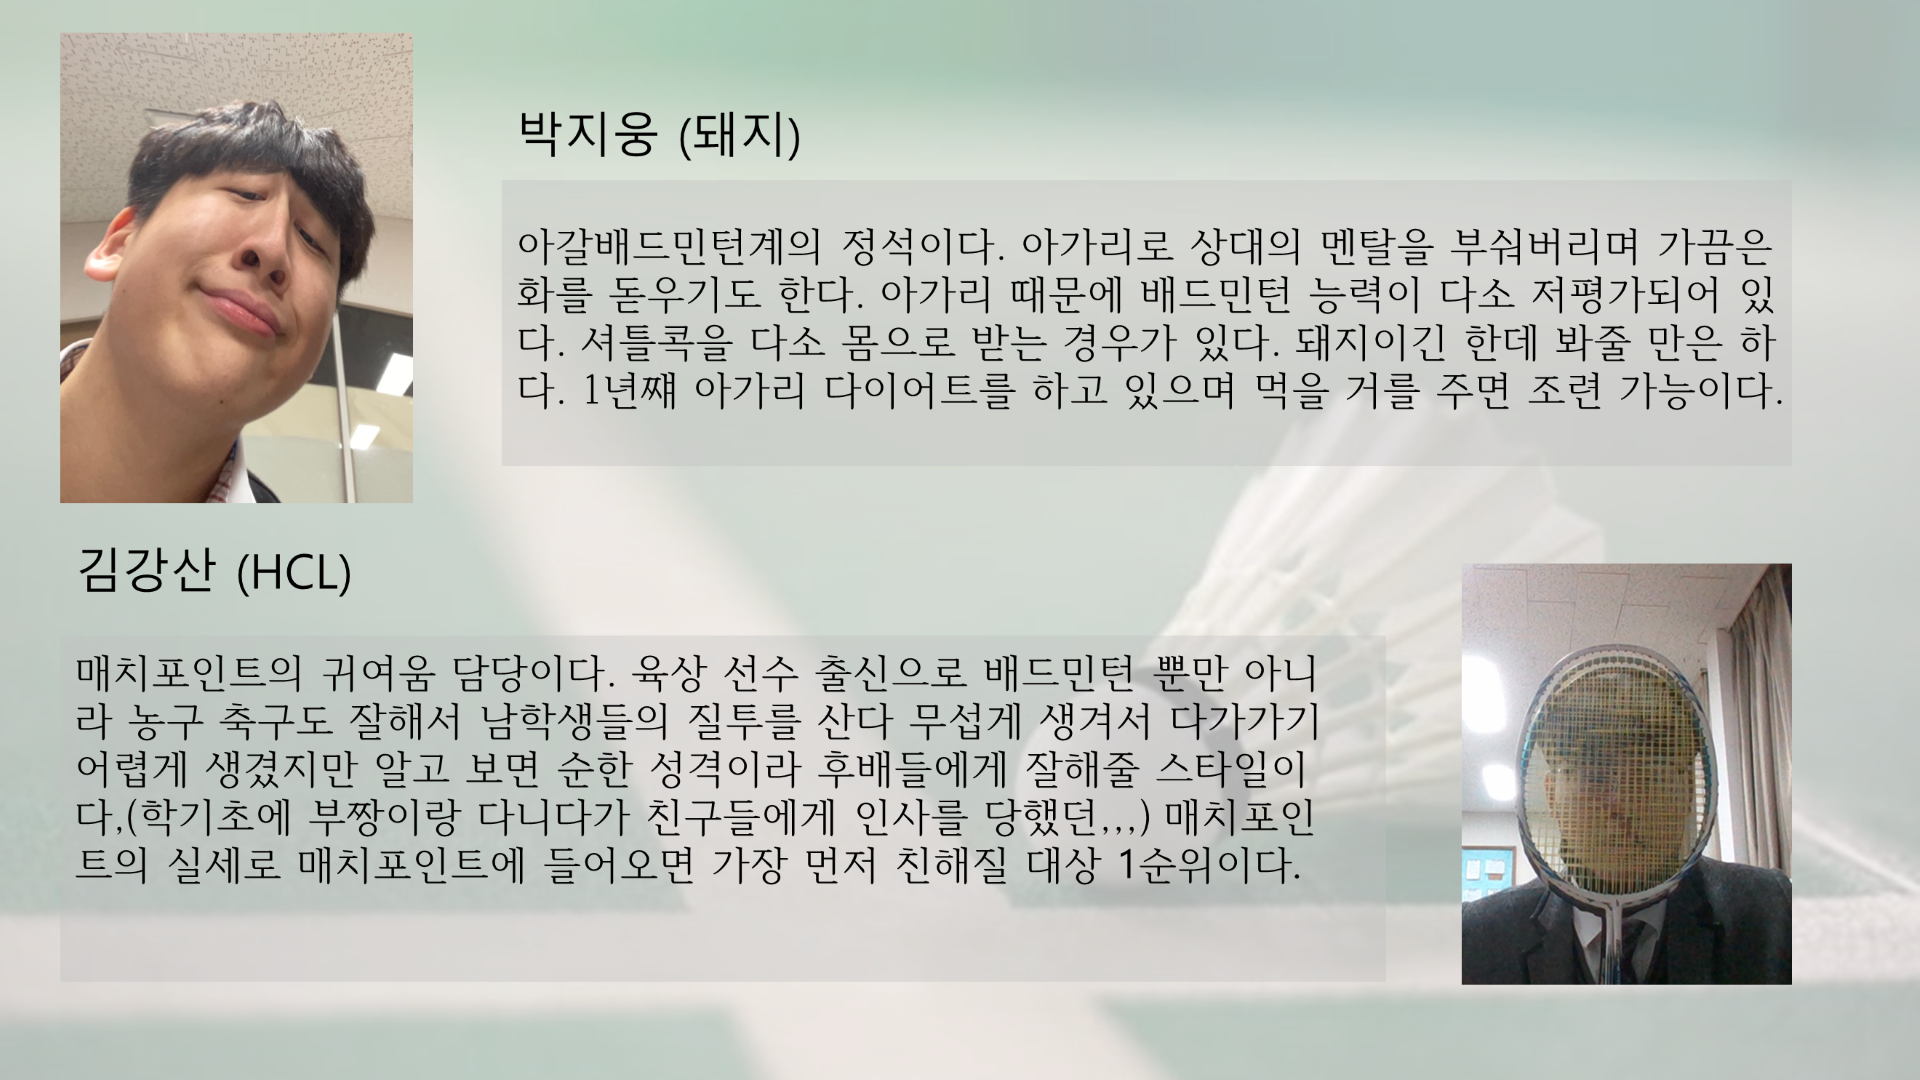 박지웅 (돼지)
아갈배드민턴계의 정석이다. 아가리로 상대의 멘탈을 부숴버리며 가끔은
화를 돋우기도 한다. 아가리 때문에 배드민턴 능력이 다소 저평가되어 있
다. 셔틀콕을 다소 몸으로 받는 경우가 있다. 돼지이긴 한데 봐줄 만은 하
다. 1년째 아가리 다이어트를 하고 있으며 먹을 거를 주면 조련 가능이다.
김강산 (HCL)
매치포인트의 귀여움 담당이다. 육상 선수 출신으로 배드민턴 뿐만 아니
라 농구 축구도 잘해서 남학생들의 질투를 산다 무섭게 생겨서 다가가기
어렵게 생겼지만 알고 보면 순한 성격이라 후배들에게 잘해줄 스타일이
다,(학기초에 부짱이랑 다니다가 친구들에게 인사를 당했던,,,) 매치포인
트의 실세로 매치포인트에 들어오면 가장 먼저 친해질 대상 1순위이다.